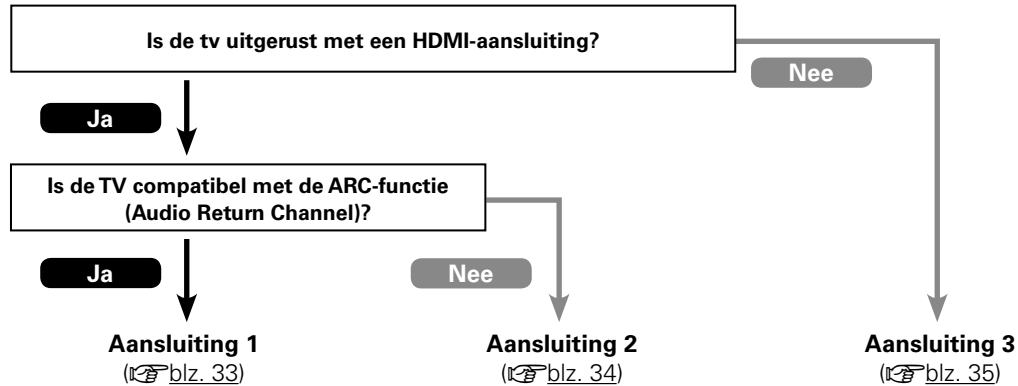 Is de tv uitgerust met een HDMI-aansluiting?
Nee
Ja
Is de TV compatibel met de ARC-functie
(Audio Return Channel)?
Ja
Nee
Aansluiting 1
(blz. 33)
Aansluiting 2
(blz. 34)
Aansluiting 3
(blz. 35)